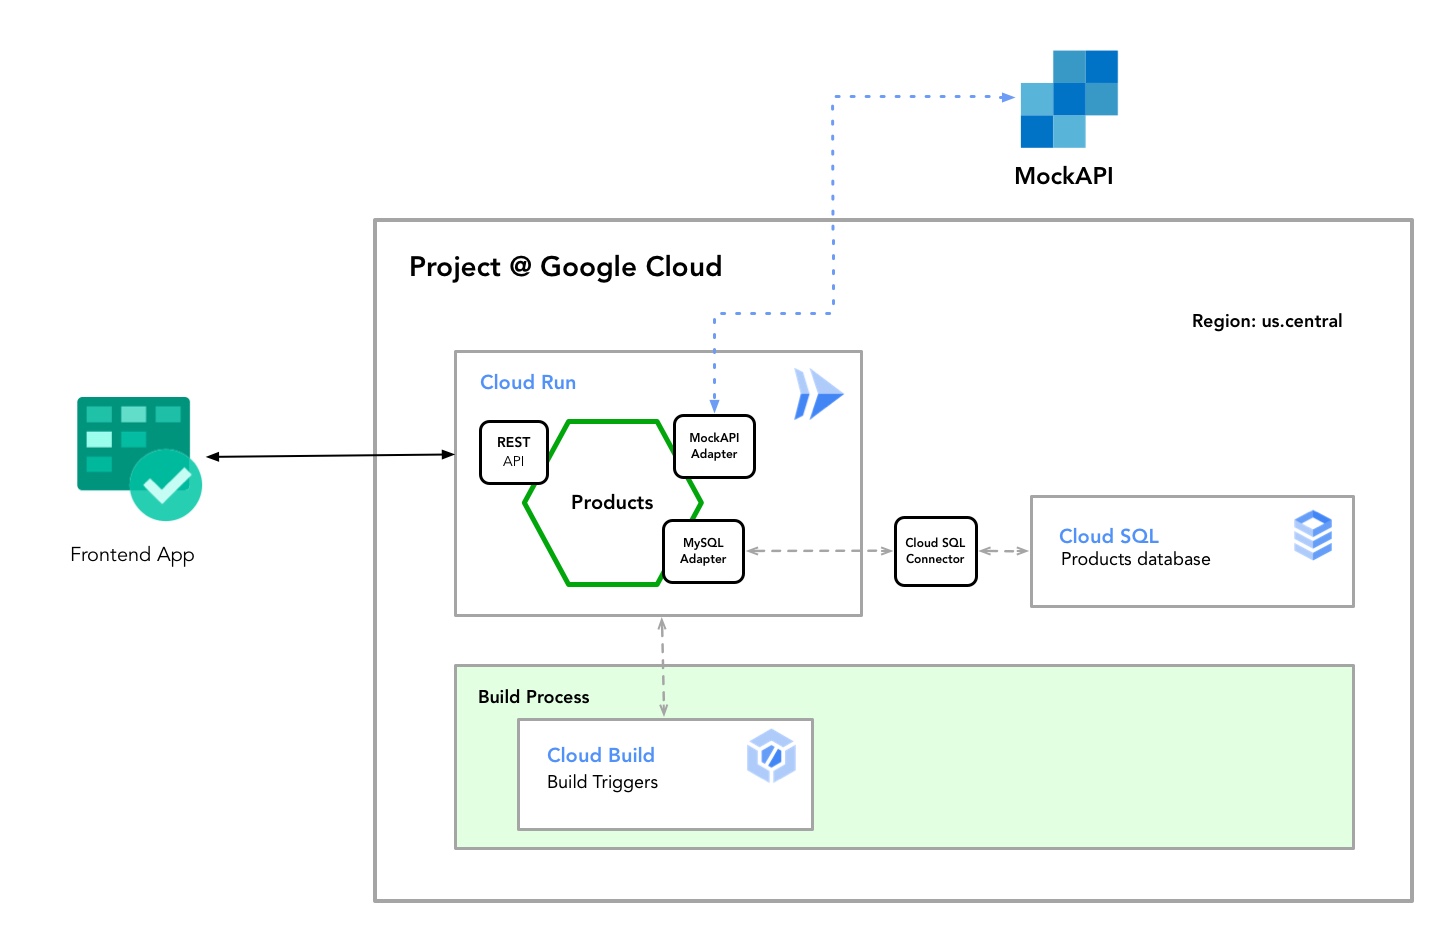 MockAPI
Project @ Google Cloud
Region: us.central
Cloud Run
REST
API
MockAPI
Adapter
Products
MySQL
Adapter
Cloud SQL
Connector
Cloud SQL
Products database
Frontend App
Build Process
Cloud Build
Build Triggers